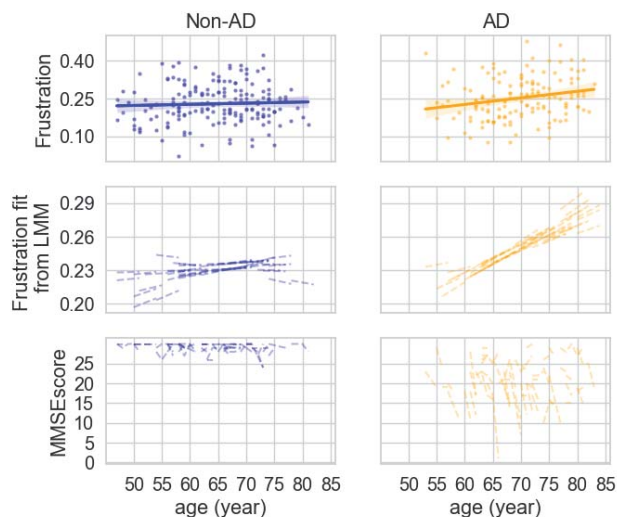 Non-AD AD
Frustration
0.40
0.25
0.10
Frustration fit
from LMM
0.29
0.23
0.20
MMSEscore
25
20
15
10
5
0
50 55 60 65 70 75 80 85
50 55 60 65 70 75 80 85
age (year) age (year)